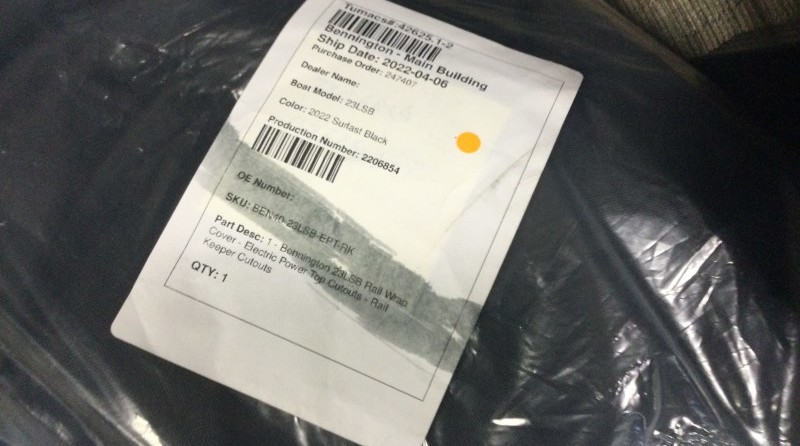 Tumacs#:42625.1-2
Bennington - Main Building
Ship Date: 2022-04-06
Purchase Order: 247407
Dealer Name:
Boat Model: 23LSB
Color: 2022 Surfast Black
Production Number: 2206854
OE Number:
SKU: BEN40-23LSB-EPT-RK
Part Desc: 1 - Bennington 23LSB Rail Wrap
Cover - Electric Power Top Cutouts - Rail
Keeper Cutouts
QTY: 1